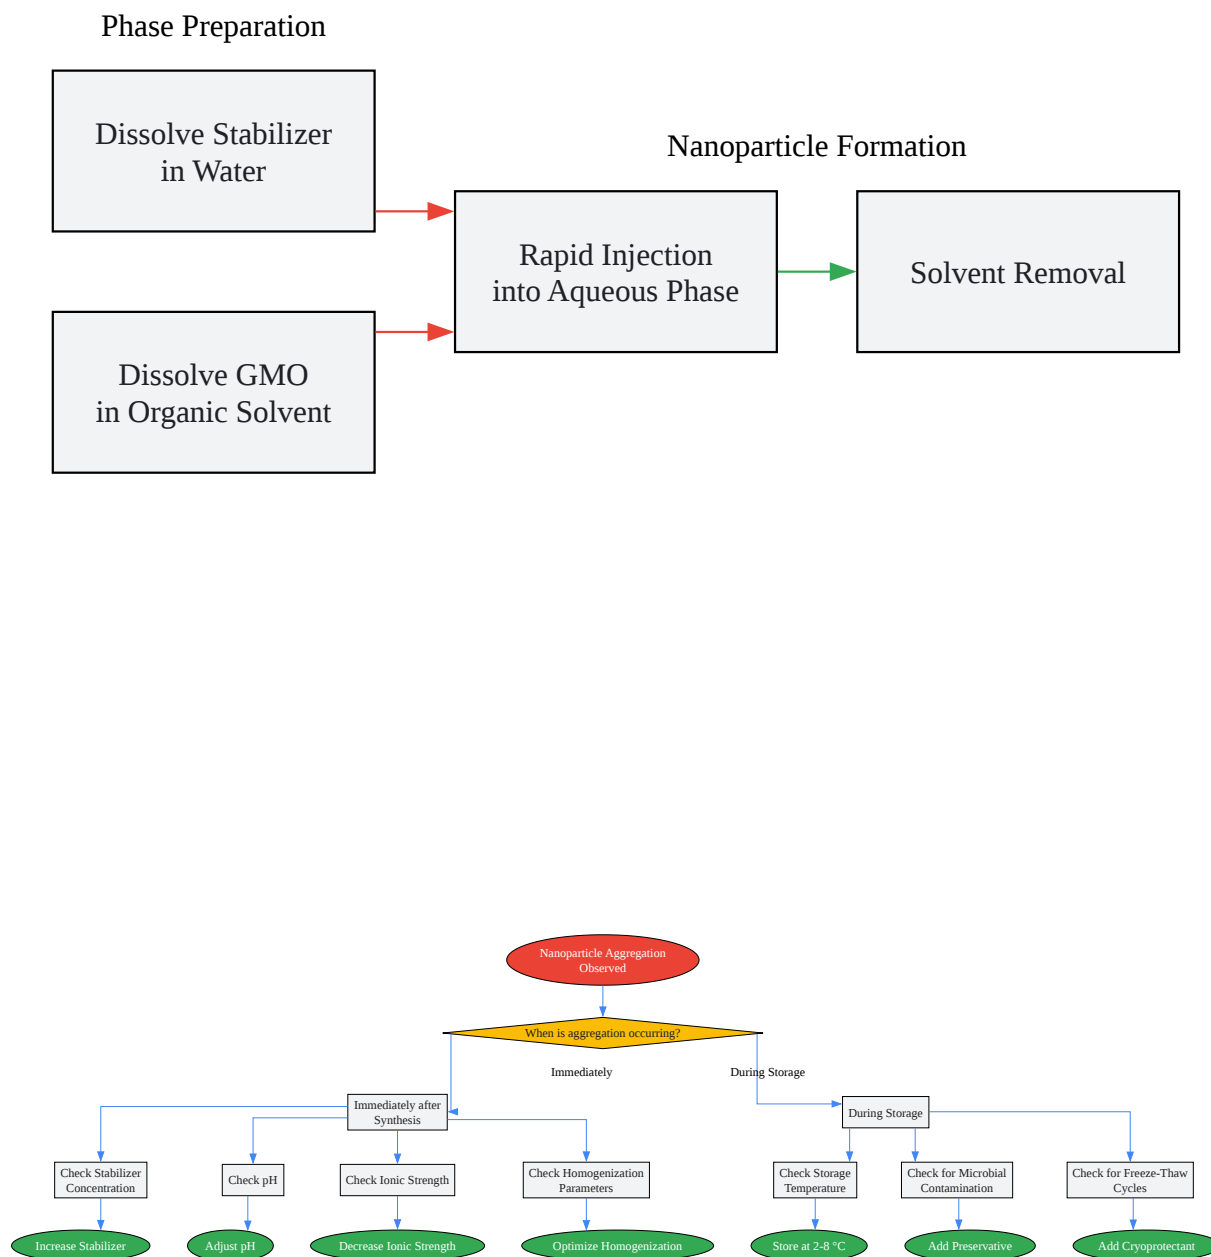 Phase Preparation
Dissolve Stabilizer
in Water
Nanoparticle Formation
Rapid Injection
into Aqueous Phase
Solvent Removal
Dissolve GMO
in Organic Solvent
Nanoparticle Aggregation
Observed
When is aggregation occurring?
Immediately
During Storage
Immediately after
Synthesis
During Storage
Check Stabilizer
Concentration
Check pH
Check Ionic Strength
Check Homogenization
Parameters
Check Storage
Temperature
Check for Microbial
Contamination
Check for Freeze-Thaw
Cycles
Increase Stabilizer
Adjust pH
Decrease Ionic Strength
Optimize Homogenization
Store at 2-8 °C
Add Preservative
Add Cryoprotectant